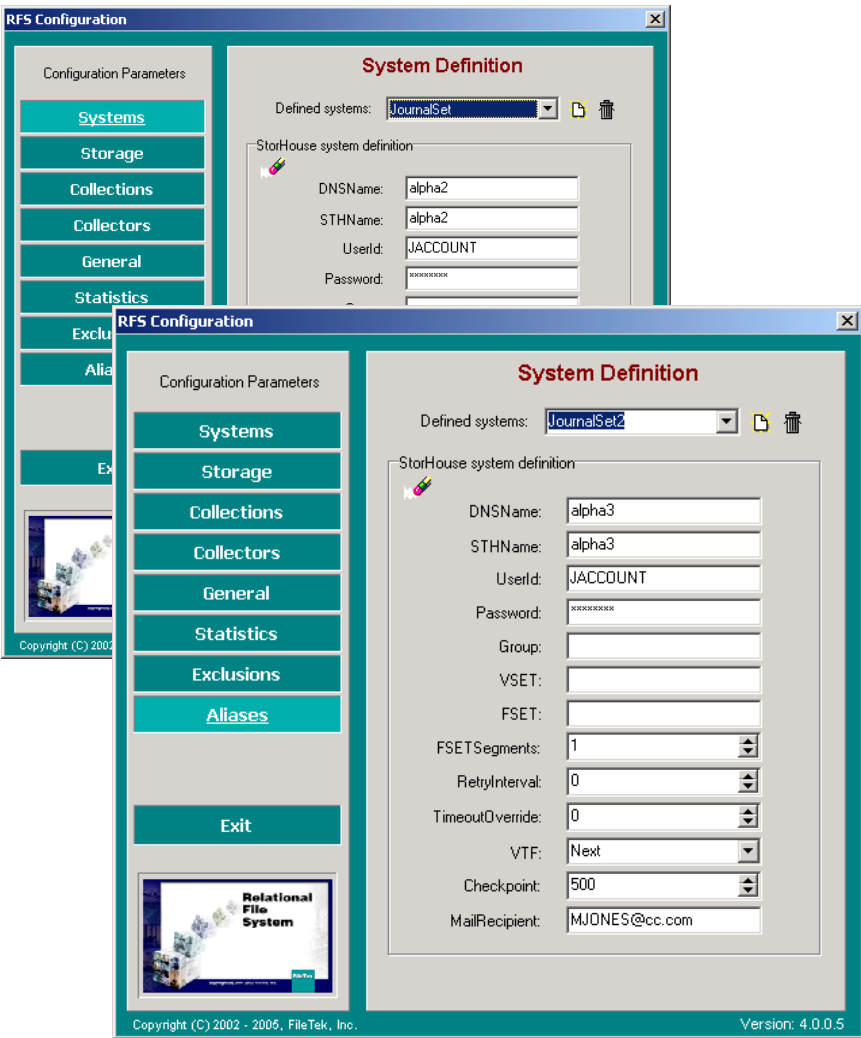 RFS Configuration
Configuration Parameters
Systems
Storage
Collections
Collectors
General
Statistics
System Definition
Defined systems: JournalSet
StorHouse system definition
DNSName: alpha2
STHName: alpha2
UserId: JACCOUNT
Password: ********
Copyright (C) 2002
RFS Configuration
Configuration Parameters
Systems
Storage
Collections
Collectors
General
Statistics
Exclusions
Aliases
Exit
Relational
File
System
FileTek
Copyright (C) 2002 - 2005, FileTek, Inc.
System Definition
Defined systems: JournalSet2
StorHouse system definition
DNSName: alpha3
STHName: alpha3
UserId: JACCOUNT
Password: ********
Group:
VSET:
FSET:
FSETSegments: 1
RetryInterval: 0
TimeoutOverride: 0
VTF: Next
Checkpoint: 500
MailRecipient: MJONES@cc.com
Version: 4.0.0.5